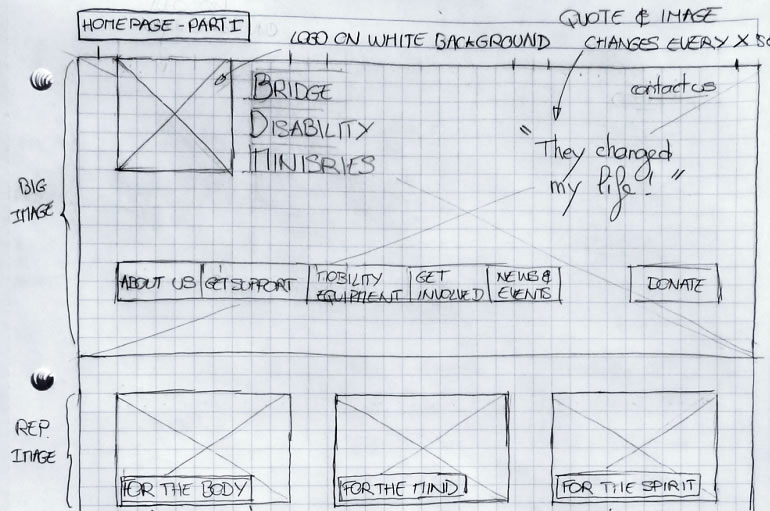 HOMEPAGE - PART I
QUOTE & IMAGE
CHANGES EVERY X
LOGO ON WHITE BACKGROUND
BRIDGE
DISABILITY
MINISRIES
contact us
"They changed
my life!"
BIG
IMAGE
ABOUT US
GET SUPPORT
MOBILITY
EQUIPMENT
GET
INVOLVED
NEWS &
EVENTS
DONATE
REP.
IMAGE
FOR THE BODY
FOR THE MIND
FOR THE SPIRIT